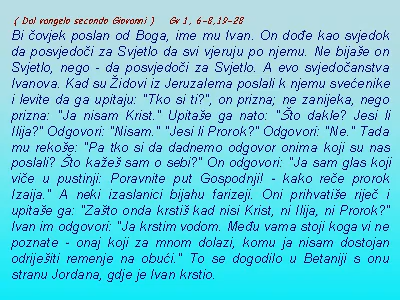 ( Dal vangelo secondo Giovanni ) Gv 1, 6-8,19-28
Bi čovjek poslan od Boga, ime mu Ivan. On dođe kao svjedok
da posvjedoči za Svjetlo da svi vjeruju po njemu. Ne bijaše on
Svjetlo, nego - da posvjedoči za Svjetlo. A evo svjedočanstva
Ivanova. Kad su Židovi iz Jeruzalema poslali k njemu svećenike
i levite da ga upitaju: "Tko si ti?", on prizna; ne zanijeka, nego
prizna: "Ja nisam Krist." Upitaše ga nato: "Što dakle? Jesi li
Ilija?" Odgovori: "Nisam." "Jesi li Prorok?" Odgovori: "Ne." Tada
mu rekoše: "Pa tko si da dadnemo odgovor onima koji su nas
poslali? Što kažeš sam o sebi?" On odgovori: "Ja sam glas koji
viče u pustinji: Poravnite put Gospodnji! - kako reče prorok
Izaija." A neki izaslanici bijahu farizeji. Oni prihvatiše riječ i
upitaše ga: "Zašto onda krstiš kad nisi Krist, ni Ilija, ni Prorok?"
Ivan im odgovori: "Ja krstim vodom. Među vama stoji koga vi ne
poznate - onaj koji za mnom dolazi, komu ja nisam dostojan
odriješiti remenje na obući." To se dogodilo u Betaniji s onu
stranu Jordana, gdje je Ivan krstio.